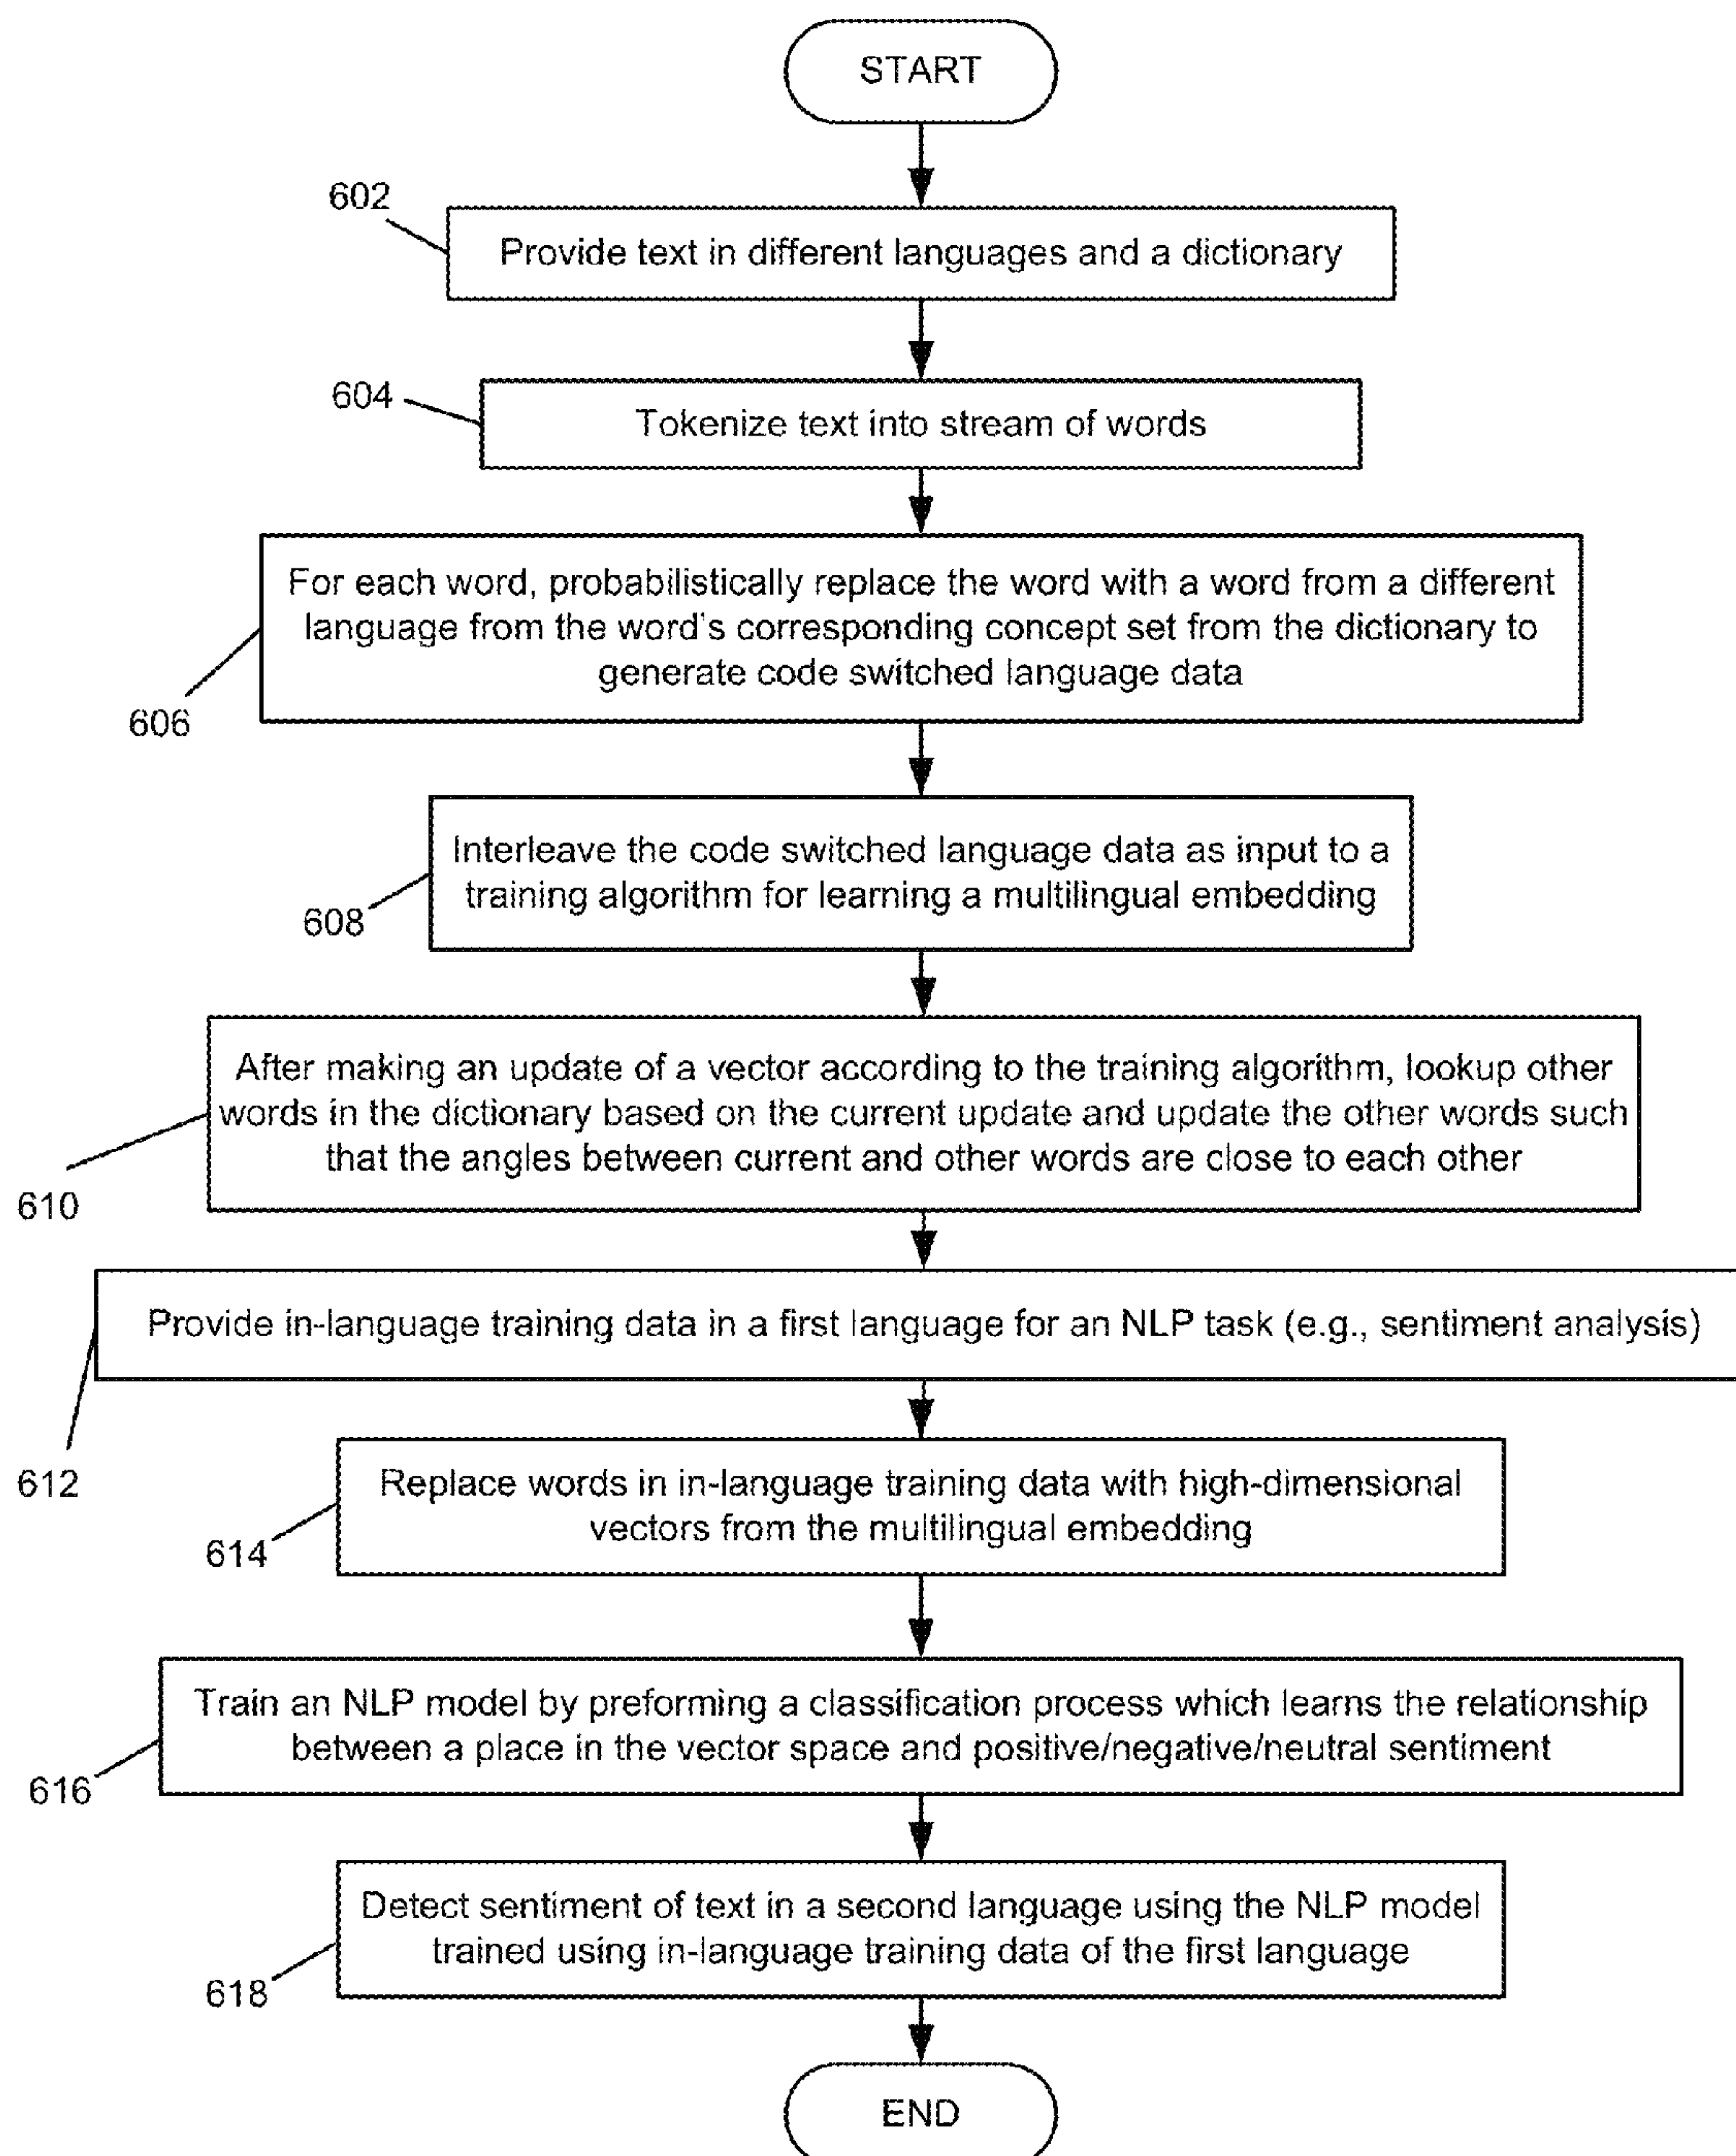 START
602
Provide text in different languages and a dictionary
604
Tokenize text into stream of words
For each word, probabilistically replace the word with a word from a different
language from the word's corresponding concept set from the dictionary to
generate code switched language data
606
Interleave the code switched language data as input to a
training algorithm for learning a multilingual embedding
608
After making an update of a vector according to the training algorithm, lookup other
words in the dictionary based on the current update and update the other words such
that the angles between current and other words are close to each other
610
Provide in-language training data in a first language for an NLP task (e.g., sentiment analysis)
612
Replace words in in-language training data with high-dimensional
vectors from the multilingual embedding
614
Train an NLP model by preforming a classification process which learns the relationship
between a place in the vector space and positive/negative/neutral sentiment
616
Detect sentiment of text in a second language using the NLP model
trained using in-language training data of the first language
618
END